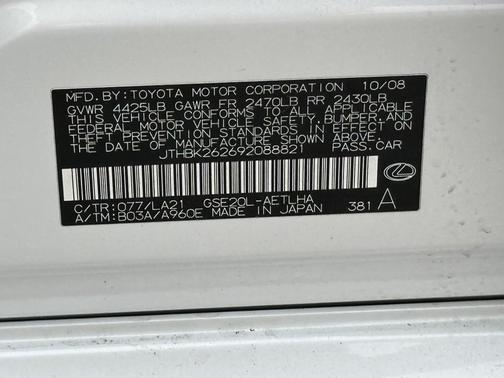 MFD. BY: TOYOTA MOTOR CORPORATION 10/08
GVWR 4425LB GAWR FR 2470LB RR 2430LB
THIS VEHICLE CONFORMS TO ALL APPLICABLE
FEDERAL MOTOR VEHICLE SAFETY, BUMPER, AND
THEFT PREVENTION STANDARDS IN EFFECT ON
THE DATE OF MANUFACTURE SHOWN ABOVE.
JTHBK262692088821 PASS.CAR
C/TR: 077/LA21 GSE20L-AETLHA
A/TM: B03A/A960E MADE IN JAPAN 381 A